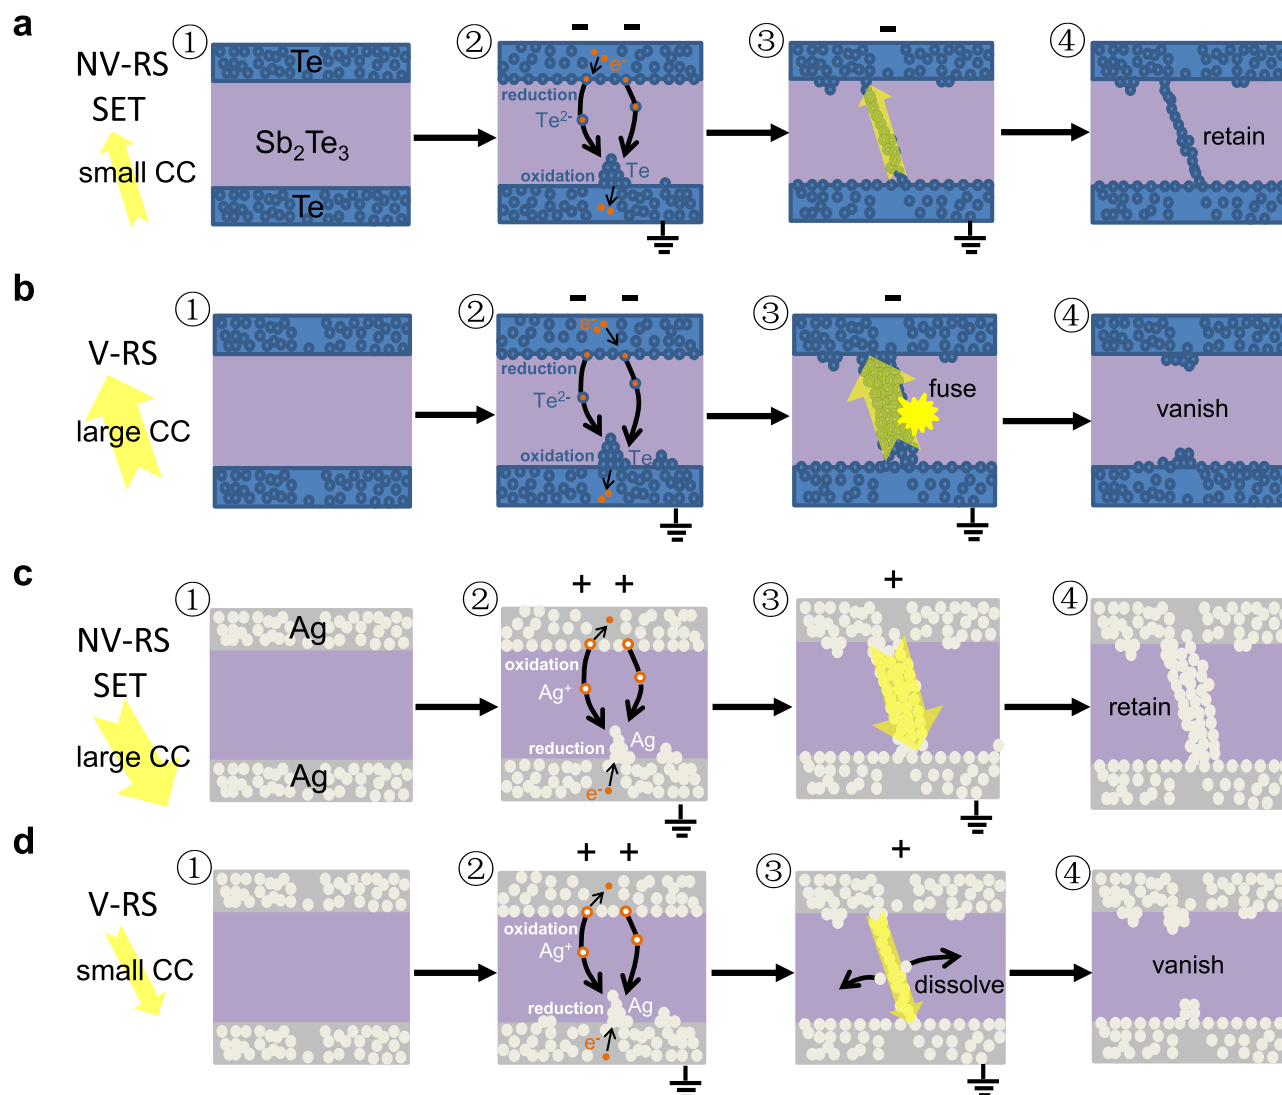 a
NV-RS
SET
small CC
①
Te
Sb₂Te₃
Te
②
− −
e⁻
reduction
Te²⁻
oxidation
Te
③
−
④
retain
b
V-RS
large CC
①
②
− −
e⁻
reduction
Te²⁻
oxidation
Te
③
−
fuse
④
vanish
c
NV-RS
SET
large CC
①
Ag
Ag
②
+ +
oxidation
Ag⁺
reduction
Ag
e⁻
③
+
④
retain
d
V-RS
small CC
①
②
+ +
oxidation
Ag⁺
reduction
Ag
e⁻
③
+
dissolve
④
vanish